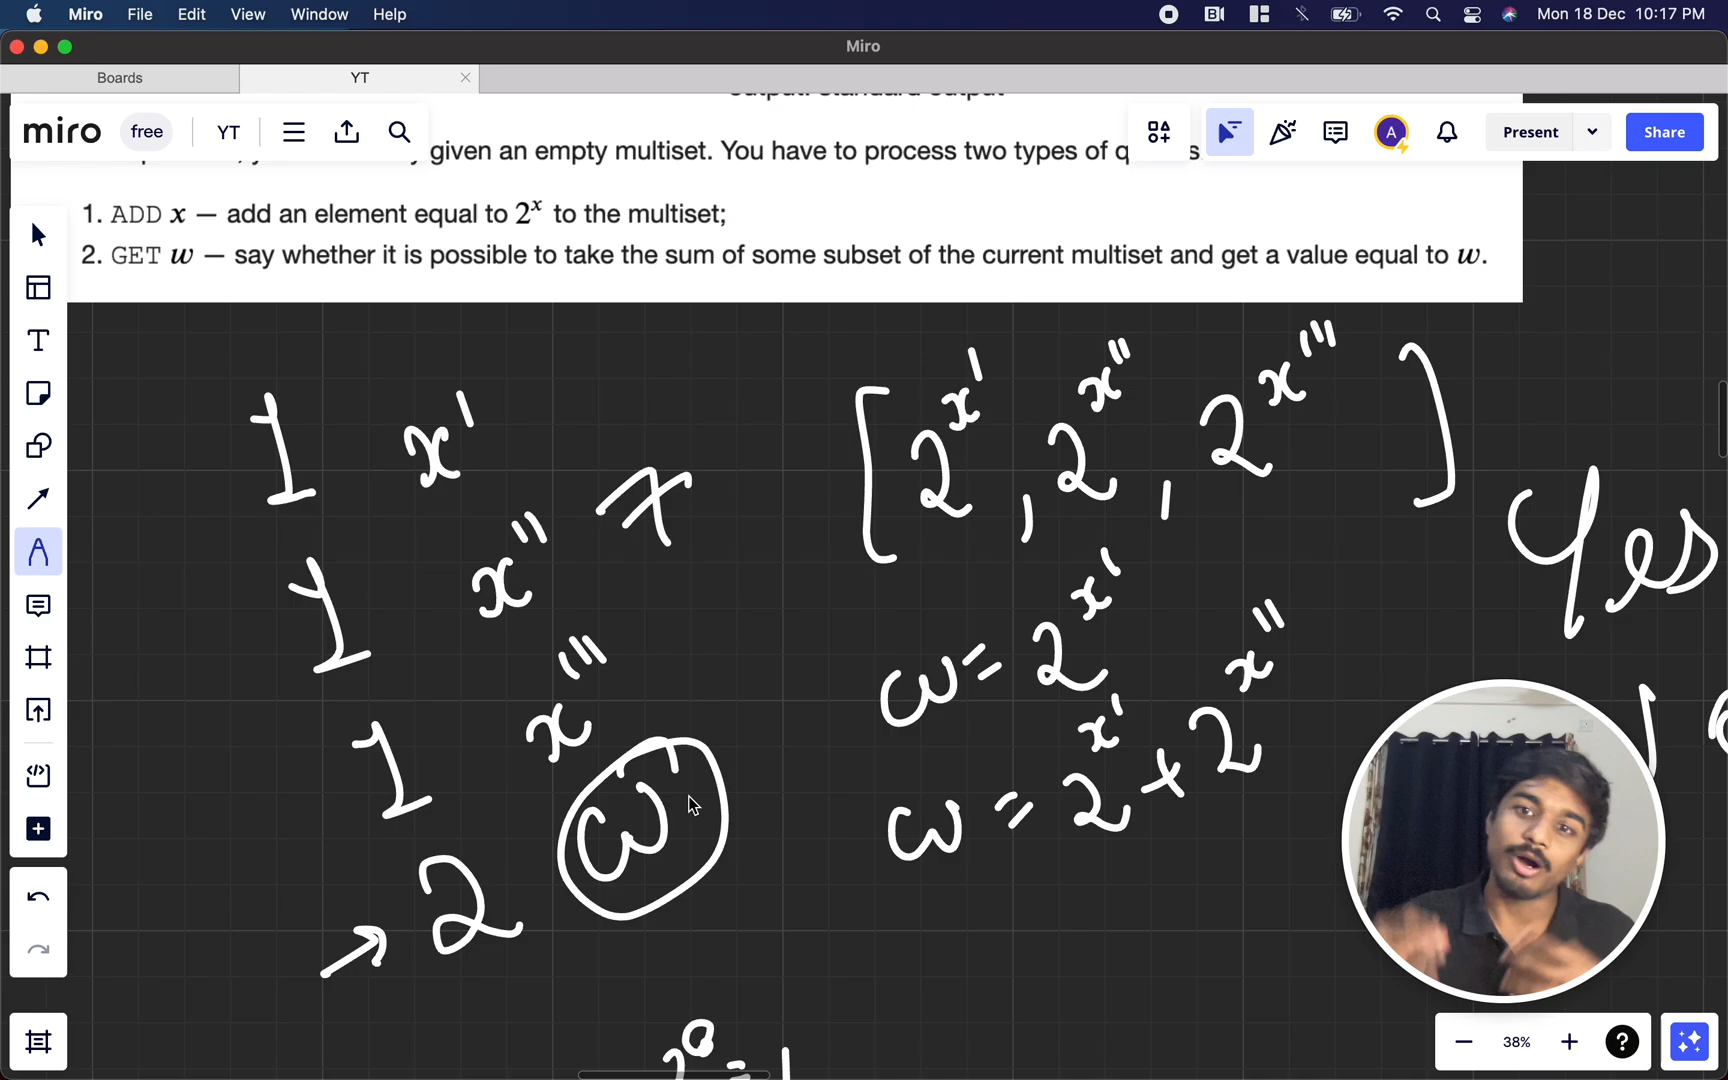 Miro File Edit View Window Help Mon 18 Dec 10:17 PM
Miro
Boards YT
miro free YT Present Share
given an empty multiset. You have to process two types of q
1. ADD x — add an element equal to 2^x to the multiset;
2. GET w — say whether it is possible to take the sum of some subset of the current multiset and get a value equal to w.
1 x' [2^x', 2^x'', 2^x''']
1 x'' Yes
1 x''' w = 2^x'
2 w w = 2^x' + 2^x''
2^0 = 1
38%